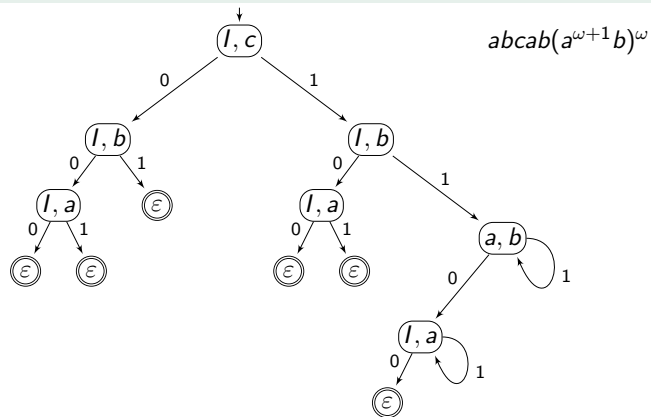 I, c
abcab(a^{ω+1}b)^ω
0 1
I, b I, b
0 1 0 1
I, a ε I, a
0 1 0 1 a, b
ε ε ε ε 0 1
I, a
0 1
ε